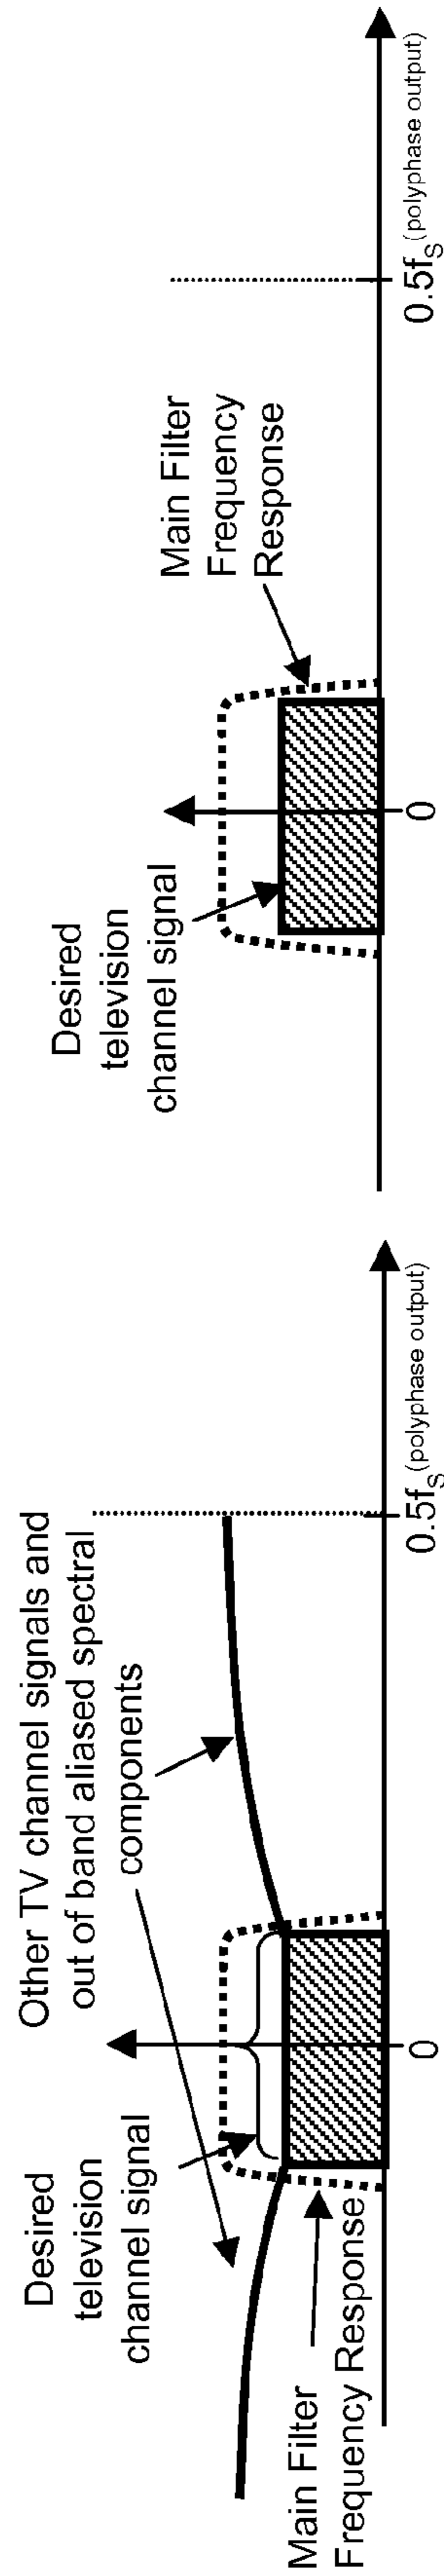 Desired
television
channel signal
Other TV channel signals and
out of band aliased spectral
components
Main Filter
Frequency Response
0
0.5fS(polyphase output)
Desired
television
channel signal
Main Filter
Frequency
Response
0
0.5fS(polyphase output)